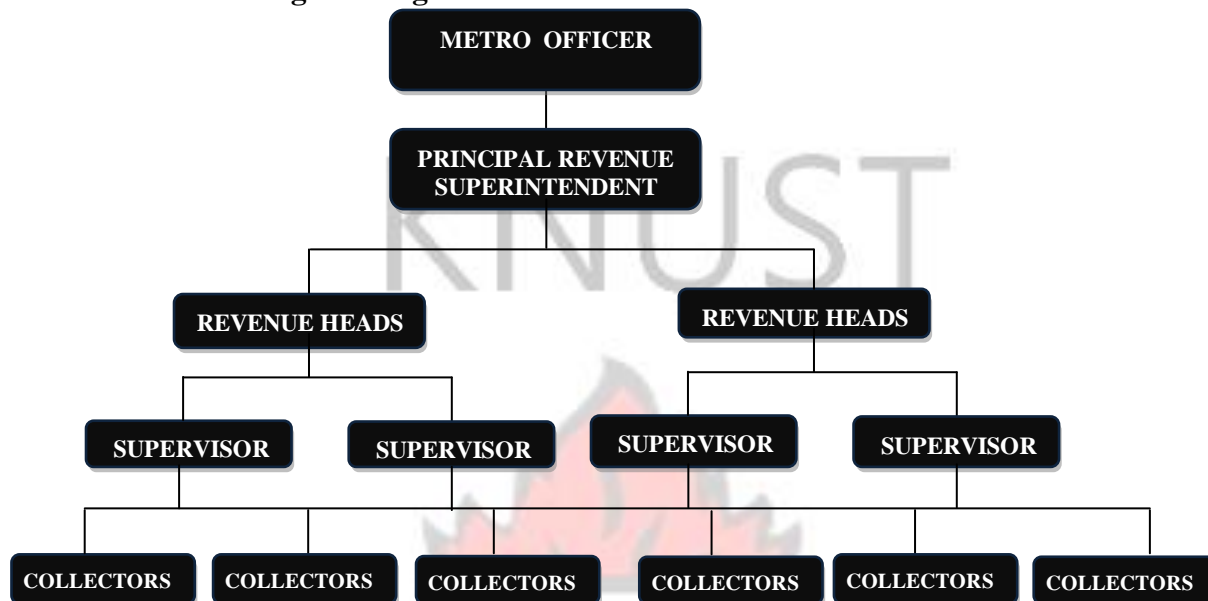 METRO OFFICER
PRINCIPAL REVENUE
SUPERINTENDENT
KNUST
REVENUE HEADS
REVENUE HEADS
SUPERVISOR
SUPERVISOR
SUPERVISOR
SUPERVISOR
COLLECTORS
COLLECTORS
COLLECTORS
COLLECTORS
COLLECTORS
COLLECTORS